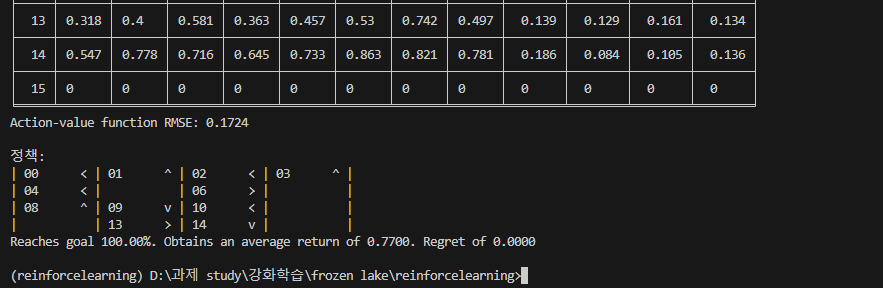 13 0.318 0.4 0.581 0.363 0.457 0.53 0.742 0.497 0.139 0.129 0.161 0.134
14 0.547 0.778 0.716 0.645 0.733 0.863 0.821 0.781 0.186 0.084 0.105 0.136
15 0 0 0 0 0 0 0 0 0 0 0 0
Action-value function RMSE: 0.1724
정책:
| 00 < | 01 ^ | 02 < | 03 ^ |
| 04 < | | 06 > | |
| 08 ^ | 09 v | 10 < | |
| | 13 > | 14 v | |
Reaches goal 100.00%. Obtains an average return of 0.7700. Regret of 0.0000
(reinforcelearning) D:\과제 study\강화학습\frozen lake\reinforcelearning>